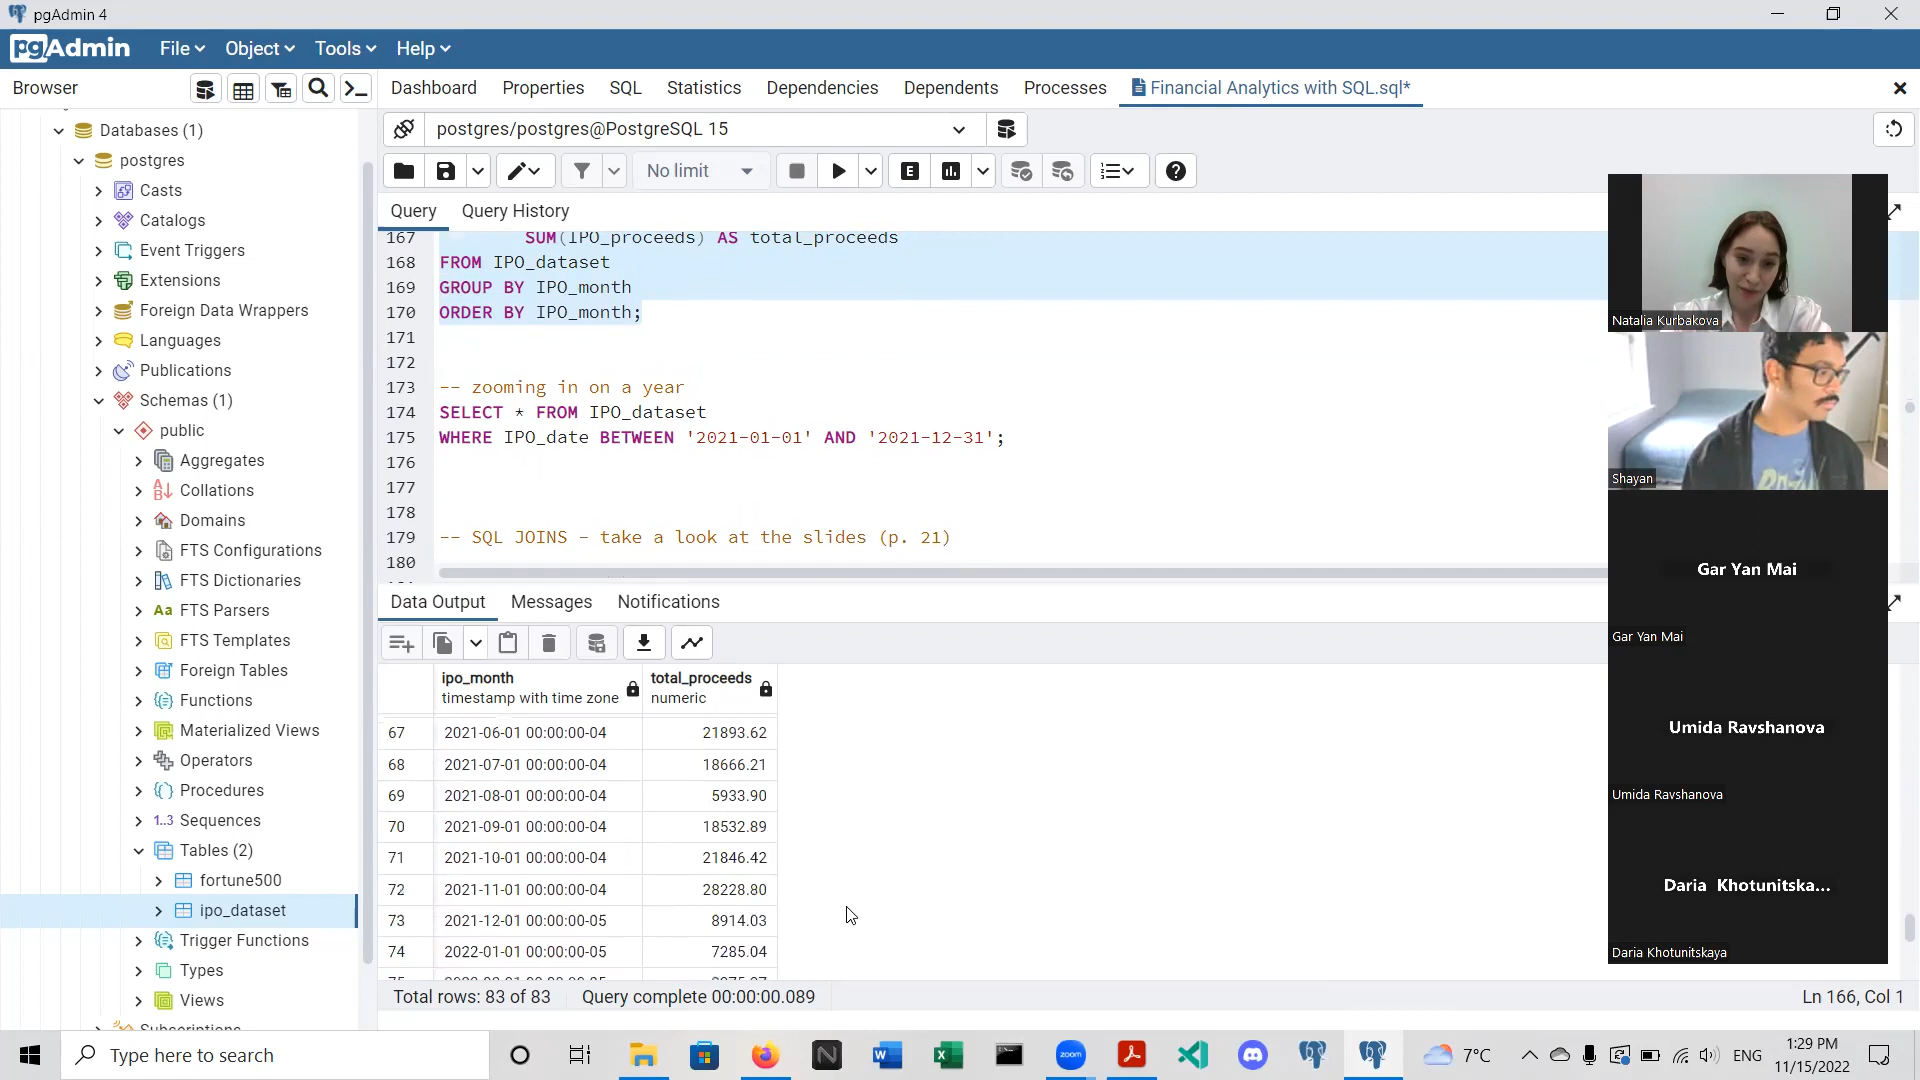 pgAdmin 4
pgAdmin File Object Tools Help
Browser
Dashboard Properties SQL Statistics Dependencies Dependents Processes Financial Analytics with SQL.sql*
Databases (1)
postgres
Casts
Catalogs
Event Triggers
Extensions
Foreign Data Wrappers
Languages
Publications
Schemas (1)
public
Aggregates
Collations
Domains
FTS Configurations
FTS Dictionaries
Aa FTS Parsers
FTS Templates
Foreign Tables
Functions
Materialized Views
Operators
Procedures
1..3 Sequences
Tables (2)
fortune500
ipo_dataset
Trigger Functions
Types
Views
Subscriptions
postgres/postgres@PostgreSQL 15
No limit E
Query Query History
167 SUM(IPO_proceeds) AS total_proceeds
168 FROM IPO_dataset
169 GROUP BY IPO_month
170 ORDER BY IPO_month;
171
172
173 -- zooming in on a year
174 SELECT * FROM IPO_dataset
175 WHERE IPO_date BETWEEN '2021-01-01' AND '2021-12-31';
176
177
178
179 -- SQL JOINS - take a look at the slides (p. 21)
180
Data Output Messages Notifications
ipo_month total_proceeds
timestamp with time zone numeric
67 2021-06-01 00:00:00-04 21893.62
68 2021-07-01 00:00:00-04 18666.21
69 2021-08-01 00:00:00-04 5933.90
70 2021-09-01 00:00:00-04 18532.89
71 2021-10-01 00:00:00-04 21846.42
72 2021-11-01 00:00:00-04 28228.80
73 2021-12-01 00:00:00-05 8914.03
74 2022-01-01 00:00:00-05 7285.04
Total rows: 83 of 83 Query complete 00:00:00.089 Ln 166, Col 1
Natalia Kurbakova
Shayan
Gar Yan Mai
Gar Yan Mai
Umida Ravshanova
Umida Ravshanova
Daria Khotunitska...
Daria Khotunitskaya
Type here to search
zoom
7°C
ENG
1:29 PM
11/15/2022